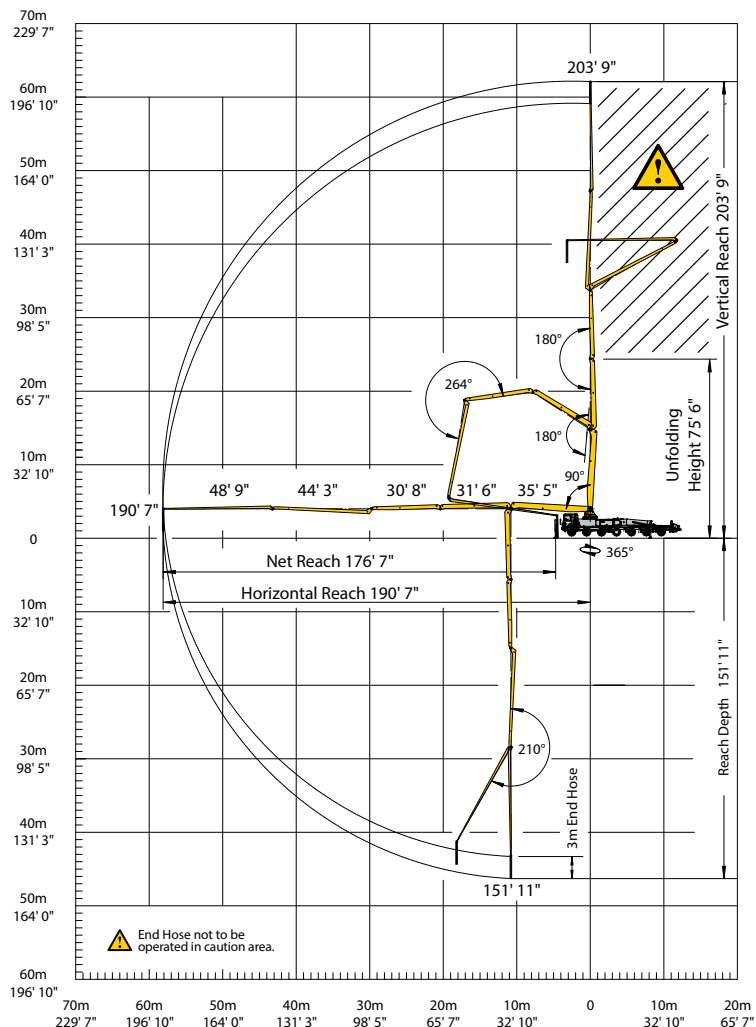 70m
229' 7"
60m
196' 10"
50m
164' 0"
40m
131' 3"
30m
98' 5"
20m
65' 7"
10m
32' 10"
0
10m
32' 10"
20m
65' 7"
30m
98' 5"
40m
131' 3"
50m
164' 0"
60m
196' 10"
203' 9"
!
Vertical Reach 203' 9"
180°
264°
180°
Unfolding
Height 75' 6"
90°
48' 9"
44' 3"
30' 8"
31' 6"
35' 5"
190' 7"
365°
Net Reach 176' 7"
Horizontal Reach 190' 7"
Reach Depth 151' 11"
210°
3m End Hose
151' 11"
!
End Hose not to be
operated in caution area.
70m
229' 7"
60m
196' 10"
50m
164' 0"
40m
131' 3"
30m
98' 5"
20m
65' 7"
10m
32' 10"
0
10m
32' 10"
20m
65' 7"